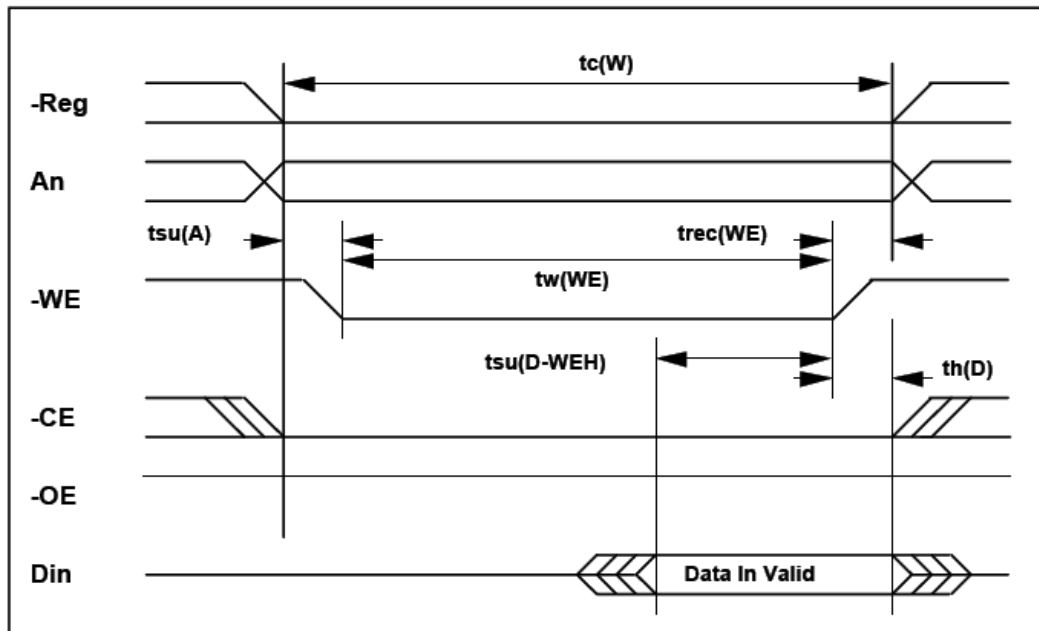 tc(W)
-Reg
An
tsu(A)
trec(WE)
tw(WE)
-WE
tsu(D-WEH)
th(D)
-CE
-OE
Din
Data In Valid